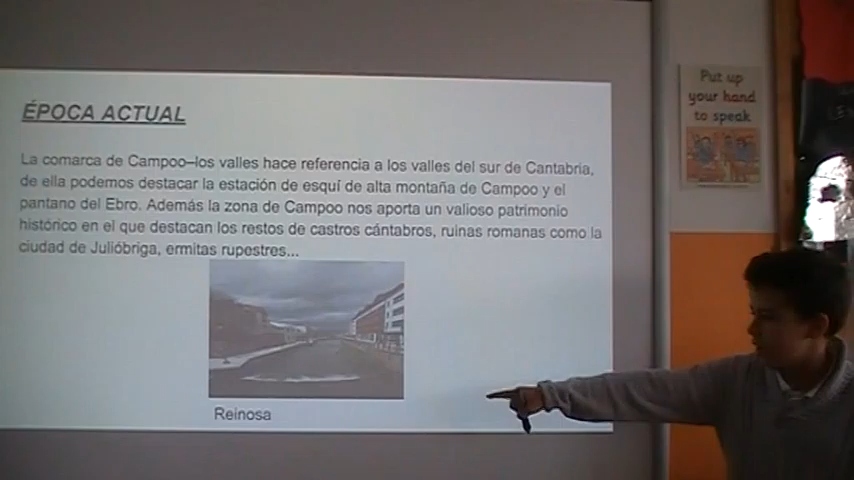 ÉPOCA ACTUAL
La comarca de Campoo–los valles hace referencia a los valles del sur de Cantabria,
de ella podemos destacar la estación de esquí de alta montaña de Campoo y el
pantano del Ebro. Además la zona de Campoo nos aporta un valioso patrimonio
histórico en el que destacan los restos de castros cántabros, ruinas romanas como la
ciudad de Julióbriga, ermitas rupestres...
Reinosa
Put up
your hand
to speak